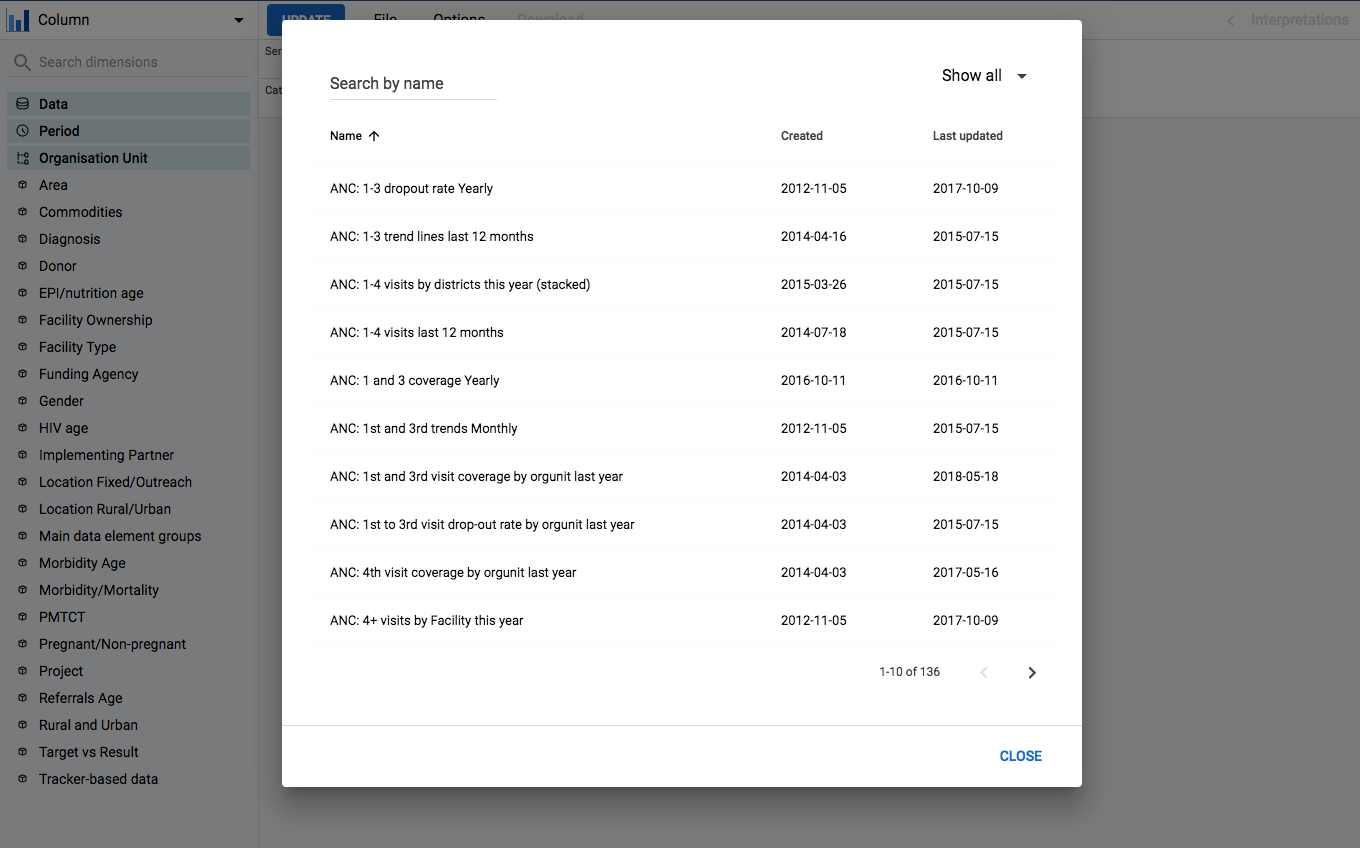 Column
UPDATE File Options Download
Interpretations
Search dimensions
Data
Period
Organisation Unit
Area
Commodities
Diagnosis
Donor
EPI/nutrition age
Facility Ownership
Facility Type
Funding Agency
Gender
HIV age
Implementing Partner
Location Fixed/Outreach
Location Rural/Urban
Main data element groups
Morbidity Age
Morbidity/Mortality
PMTCT
Pregnant/Non-pregnant
Project
Referrals Age
Rural and Urban
Target vs Result
Tracker-based data
Ser
Cat
Search by name
Show all
Name Created Last updated
ANC: 1-3 dropout rate Yearly 2012-11-05 2017-10-09
ANC: 1-3 trend lines last 12 months 2014-04-16 2015-07-15
ANC: 1-4 visits by districts this year (stacked) 2015-03-26 2015-07-15
ANC: 1-4 visits last 12 months 2014-07-18 2015-07-15
ANC: 1 and 3 coverage Yearly 2016-10-11 2016-10-11
ANC: 1st and 3rd trends Monthly 2012-11-05 2015-07-15
ANC: 1st and 3rd visit coverage by orgunit last year 2014-04-03 2018-05-18
ANC: 1st to 3rd visit drop-out rate by orgunit last year 2014-04-03 2015-07-15
ANC: 4th visit coverage by orgunit last year 2014-04-03 2017-05-16
ANC: 4+ visits by Facility this year 2012-11-05 2017-10-09
1-10 of 136
CLOSE